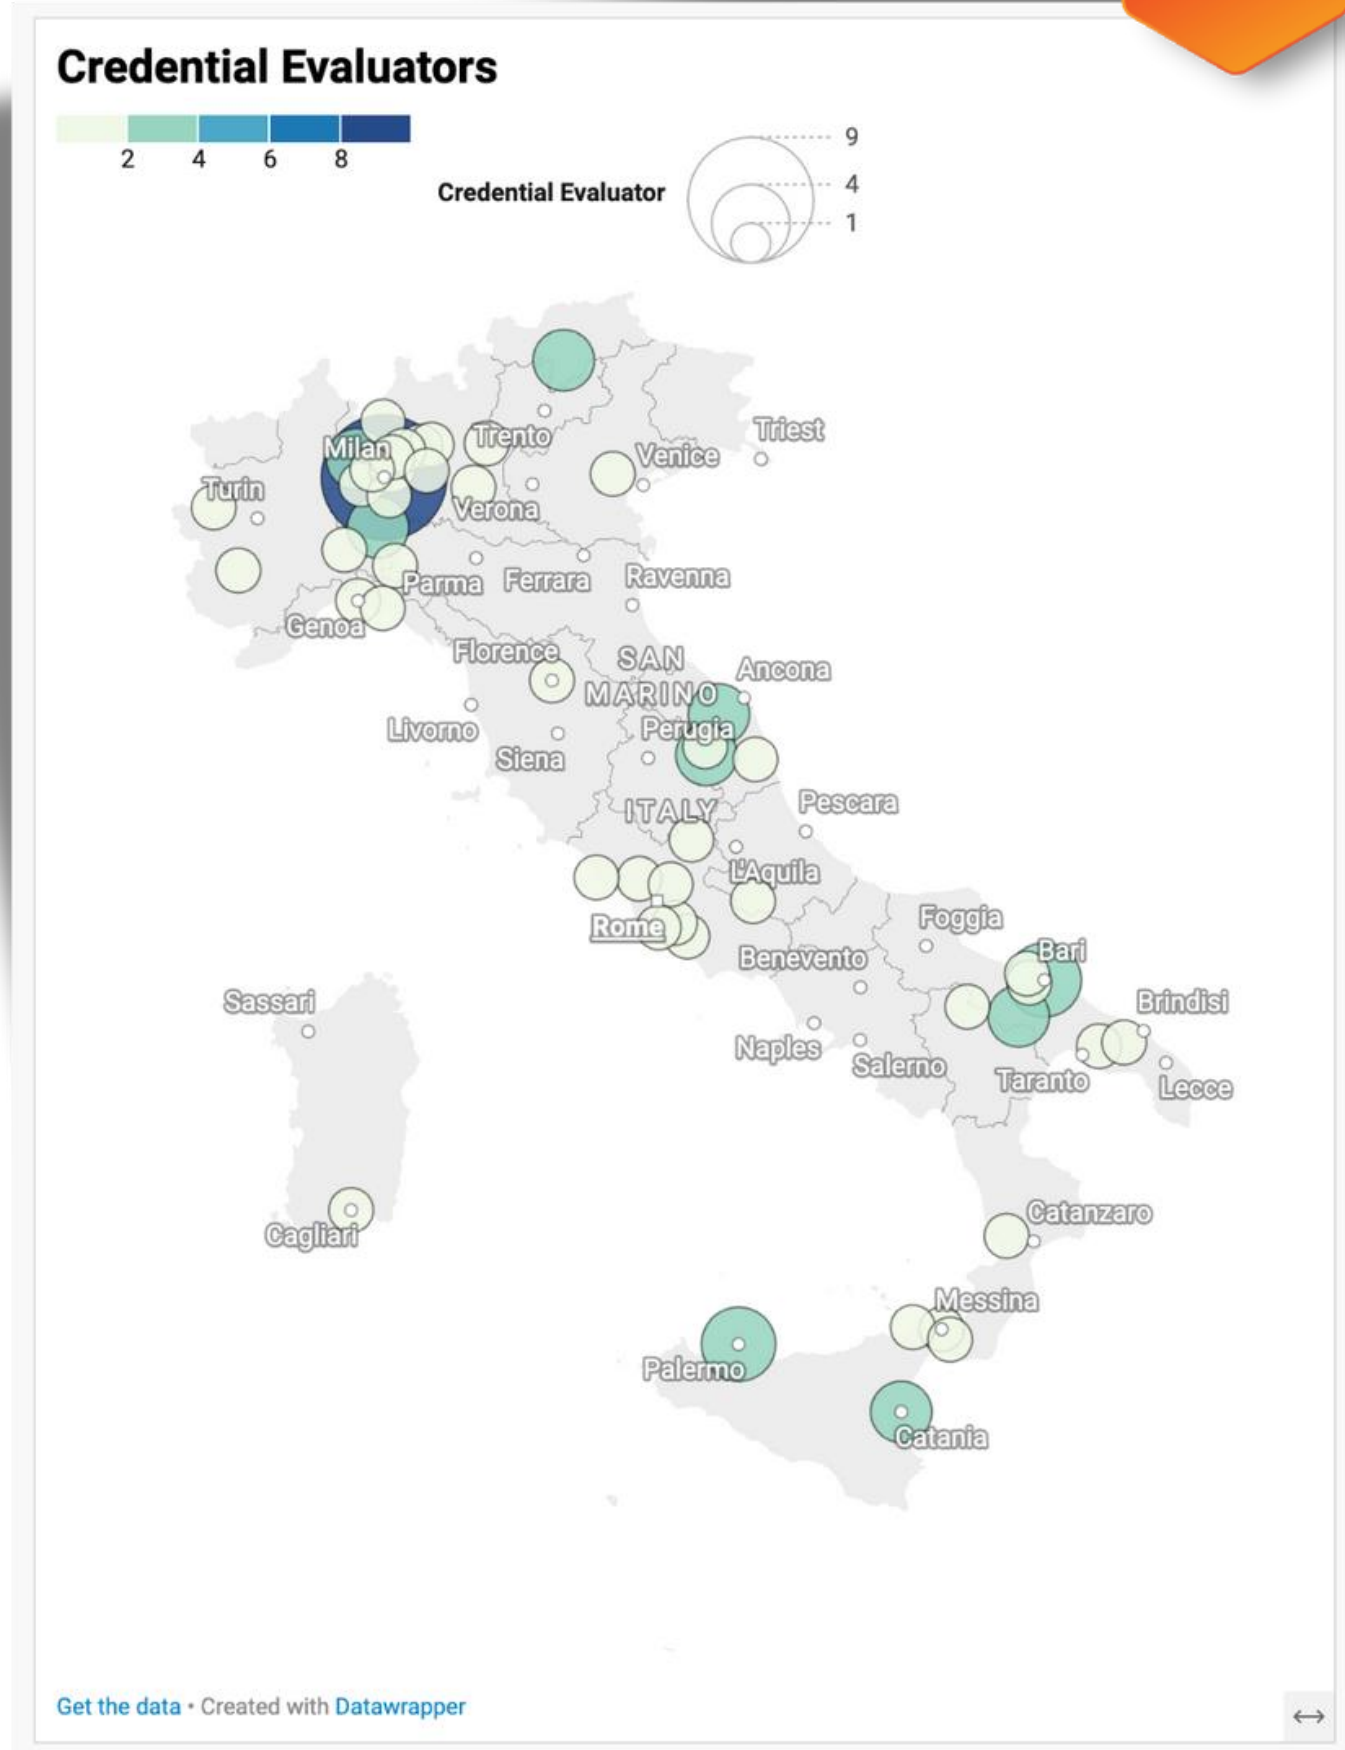 Credential Evaluators
2 4 6 8
9
Credential Evaluator
4
1
Triest
Milan
Trento
Venice
Turin
Verona
Parma
Ferrara
Ravenna
Genoa
Florence
SAN
MARINO
Ancona
Livorno
Perugia
Siena
ITALY
Pescara
L'Aquila
Rome
Foggia
Bari
Benevento
Sassari
Brindisi
Naples
Salerno
Taranto
Lecce
Cagliari
Catanzaro
Messina
Palermo
Catania
Get the data • Created with Datawrapper